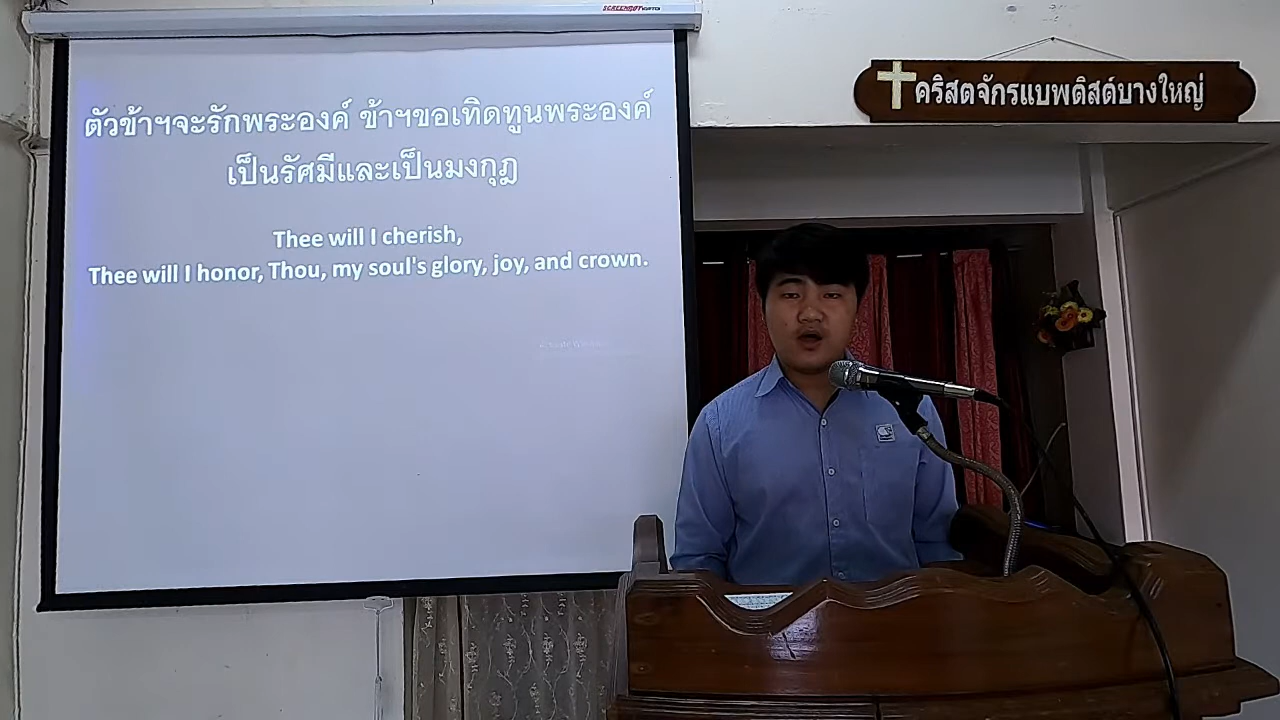 ตัวข้าฯจะรักพระองค์ ข้าฯขอเทิดทูนพระองค์
เป็นรัศมีและเป็นมงกุฎ
Thee will I cherish,
Thee will I honor, Thou, my soul's glory, joy, and crown.
คริสตจักรแบพติสต์บางใหญ่